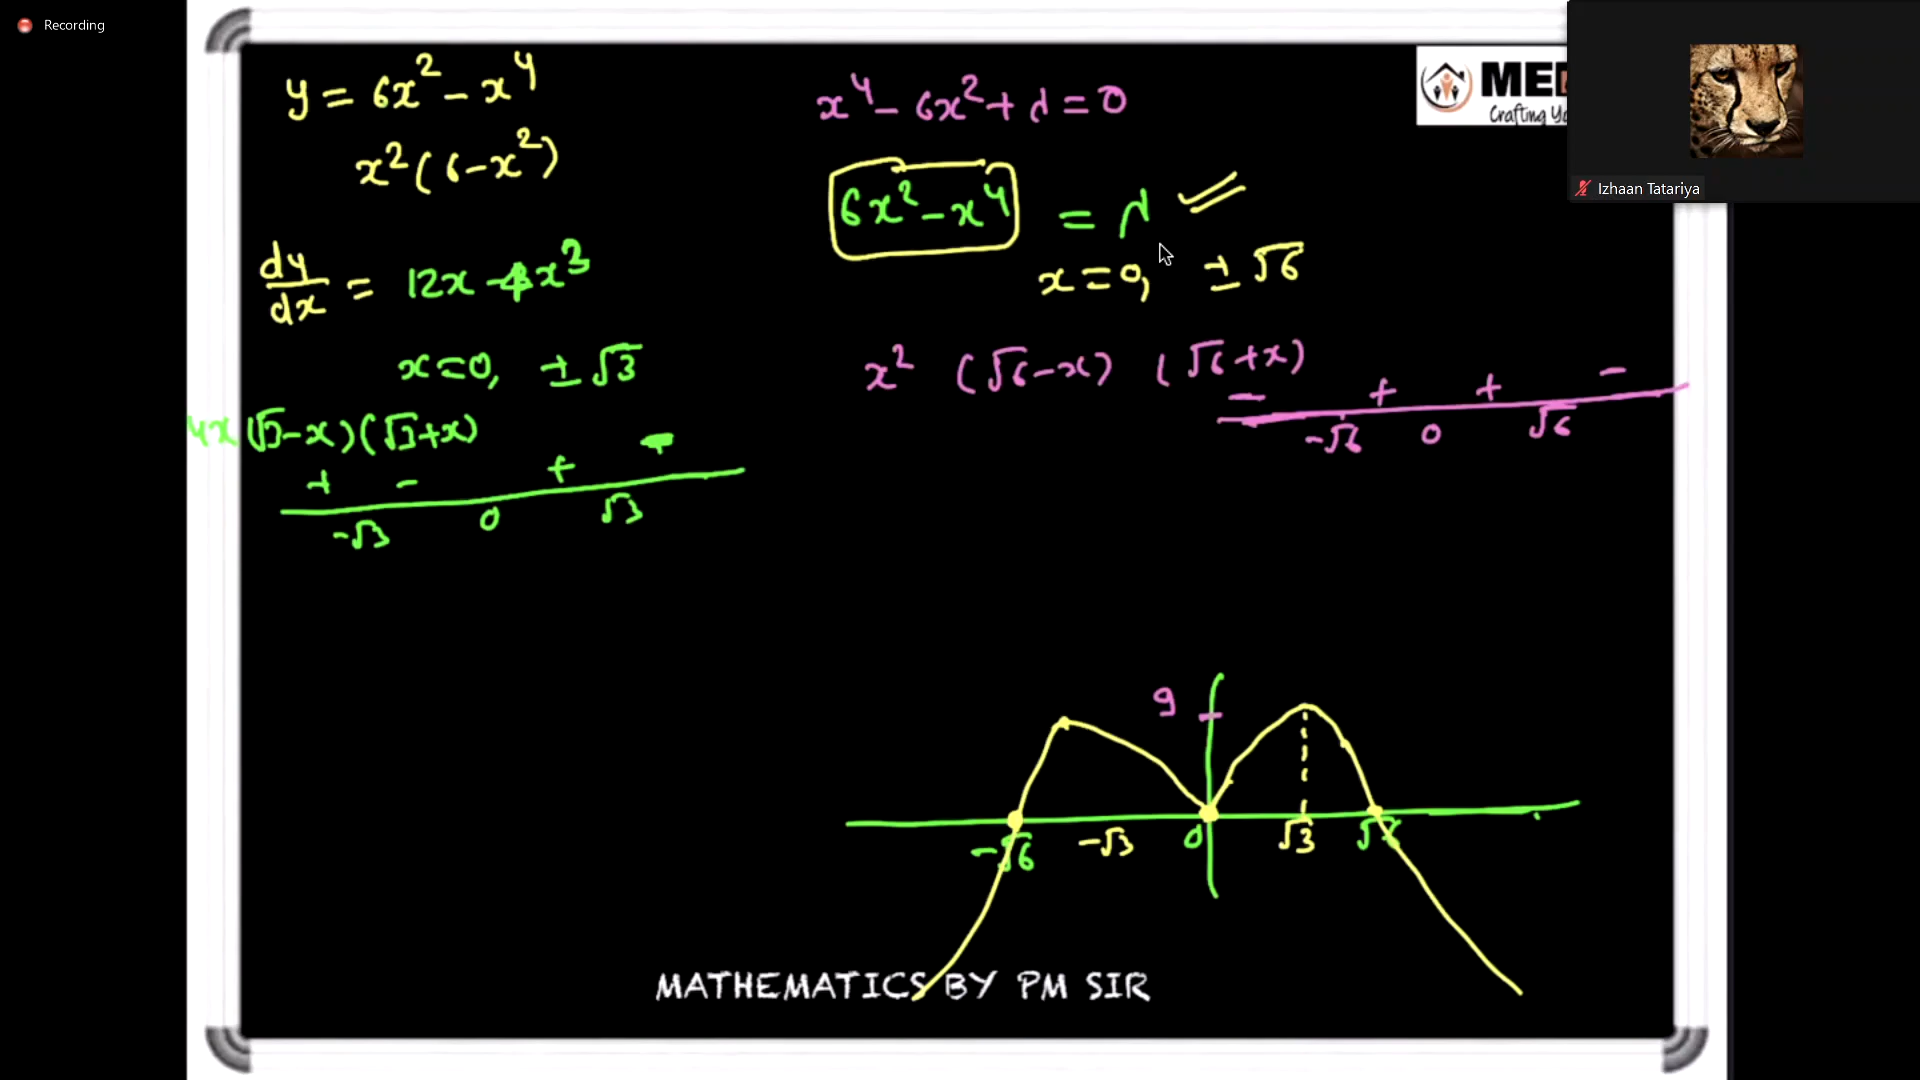 Recording
y = 6x² - x⁴
x²(6-x²)
dy/dx = 12x - 4x³
x=0, ±√3
4x(√3-x)(√3+x)
+ - + -
-√3 0 √3
x⁴ - 6x² + λ = 0
6x² - x⁴ = λ
x=0, ±√6
x² (√6-x) (√6+x)
- + + -
-√6 0 √6
Crafting
Izhaan Tatariya
9
-√6 -√3 0 √3 √6
MATHEMATICS BY PM SIR